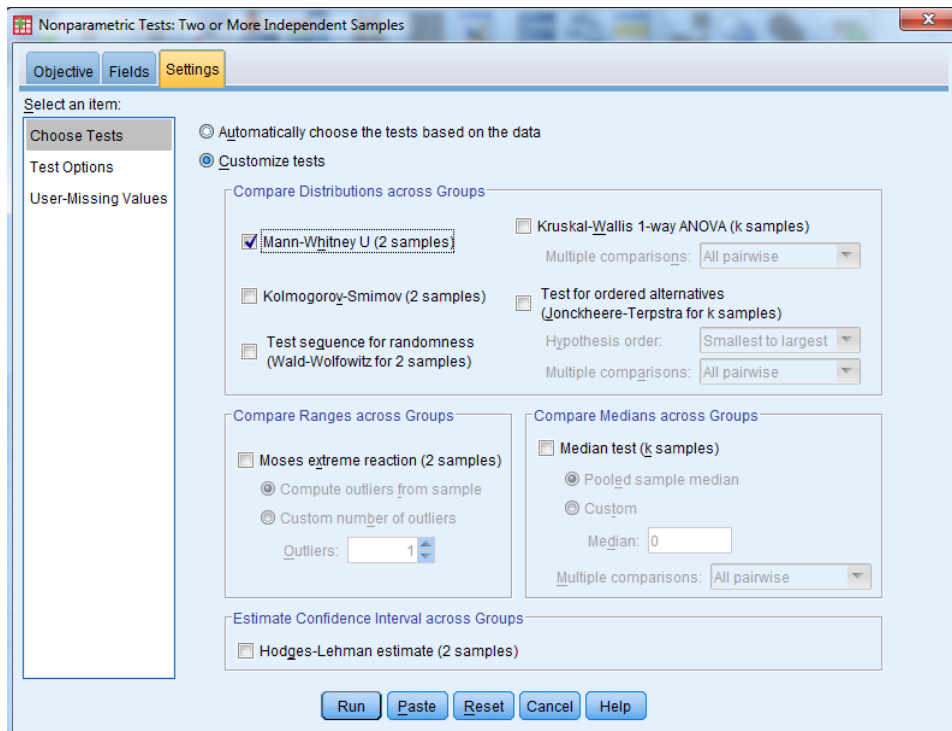 Nonparametric Tests: Two or More Independent Samples
Objective Fields Settings
Select an item:
Choose Tests
Test Options
User-Missing Values
Automatically choose the tests based on the data
Customize tests
Compare Distributions across Groups
Mann-Whitney U (2 samples)
Kolmogorov-Smirnov (2 samples)
Test sequence for randomness
(Wald-Wolfowitz for 2 samples)
Kruskal-Wallis 1-way ANOVA (k samples)
Multiple comparisons: All pairwise
Test for ordered alternatives
(Jonckheere-Terpstra for k samples)
Hypothesis order: Smallest to largest
Multiple comparisons: All pairwise
Compare Ranges across Groups
Moses extreme reaction (2 samples)
Compute outliers from sample
Custom number of outliers
Outliers: 1
Compare Medians across Groups
Median test (k samples)
Pooled sample median
Custom
Median: 0
Multiple comparisons: All pairwise
Estimate Confidence Interval across Groups
Hodges-Lehman estimate (2 samples)
Run Paste Reset Cancel Help